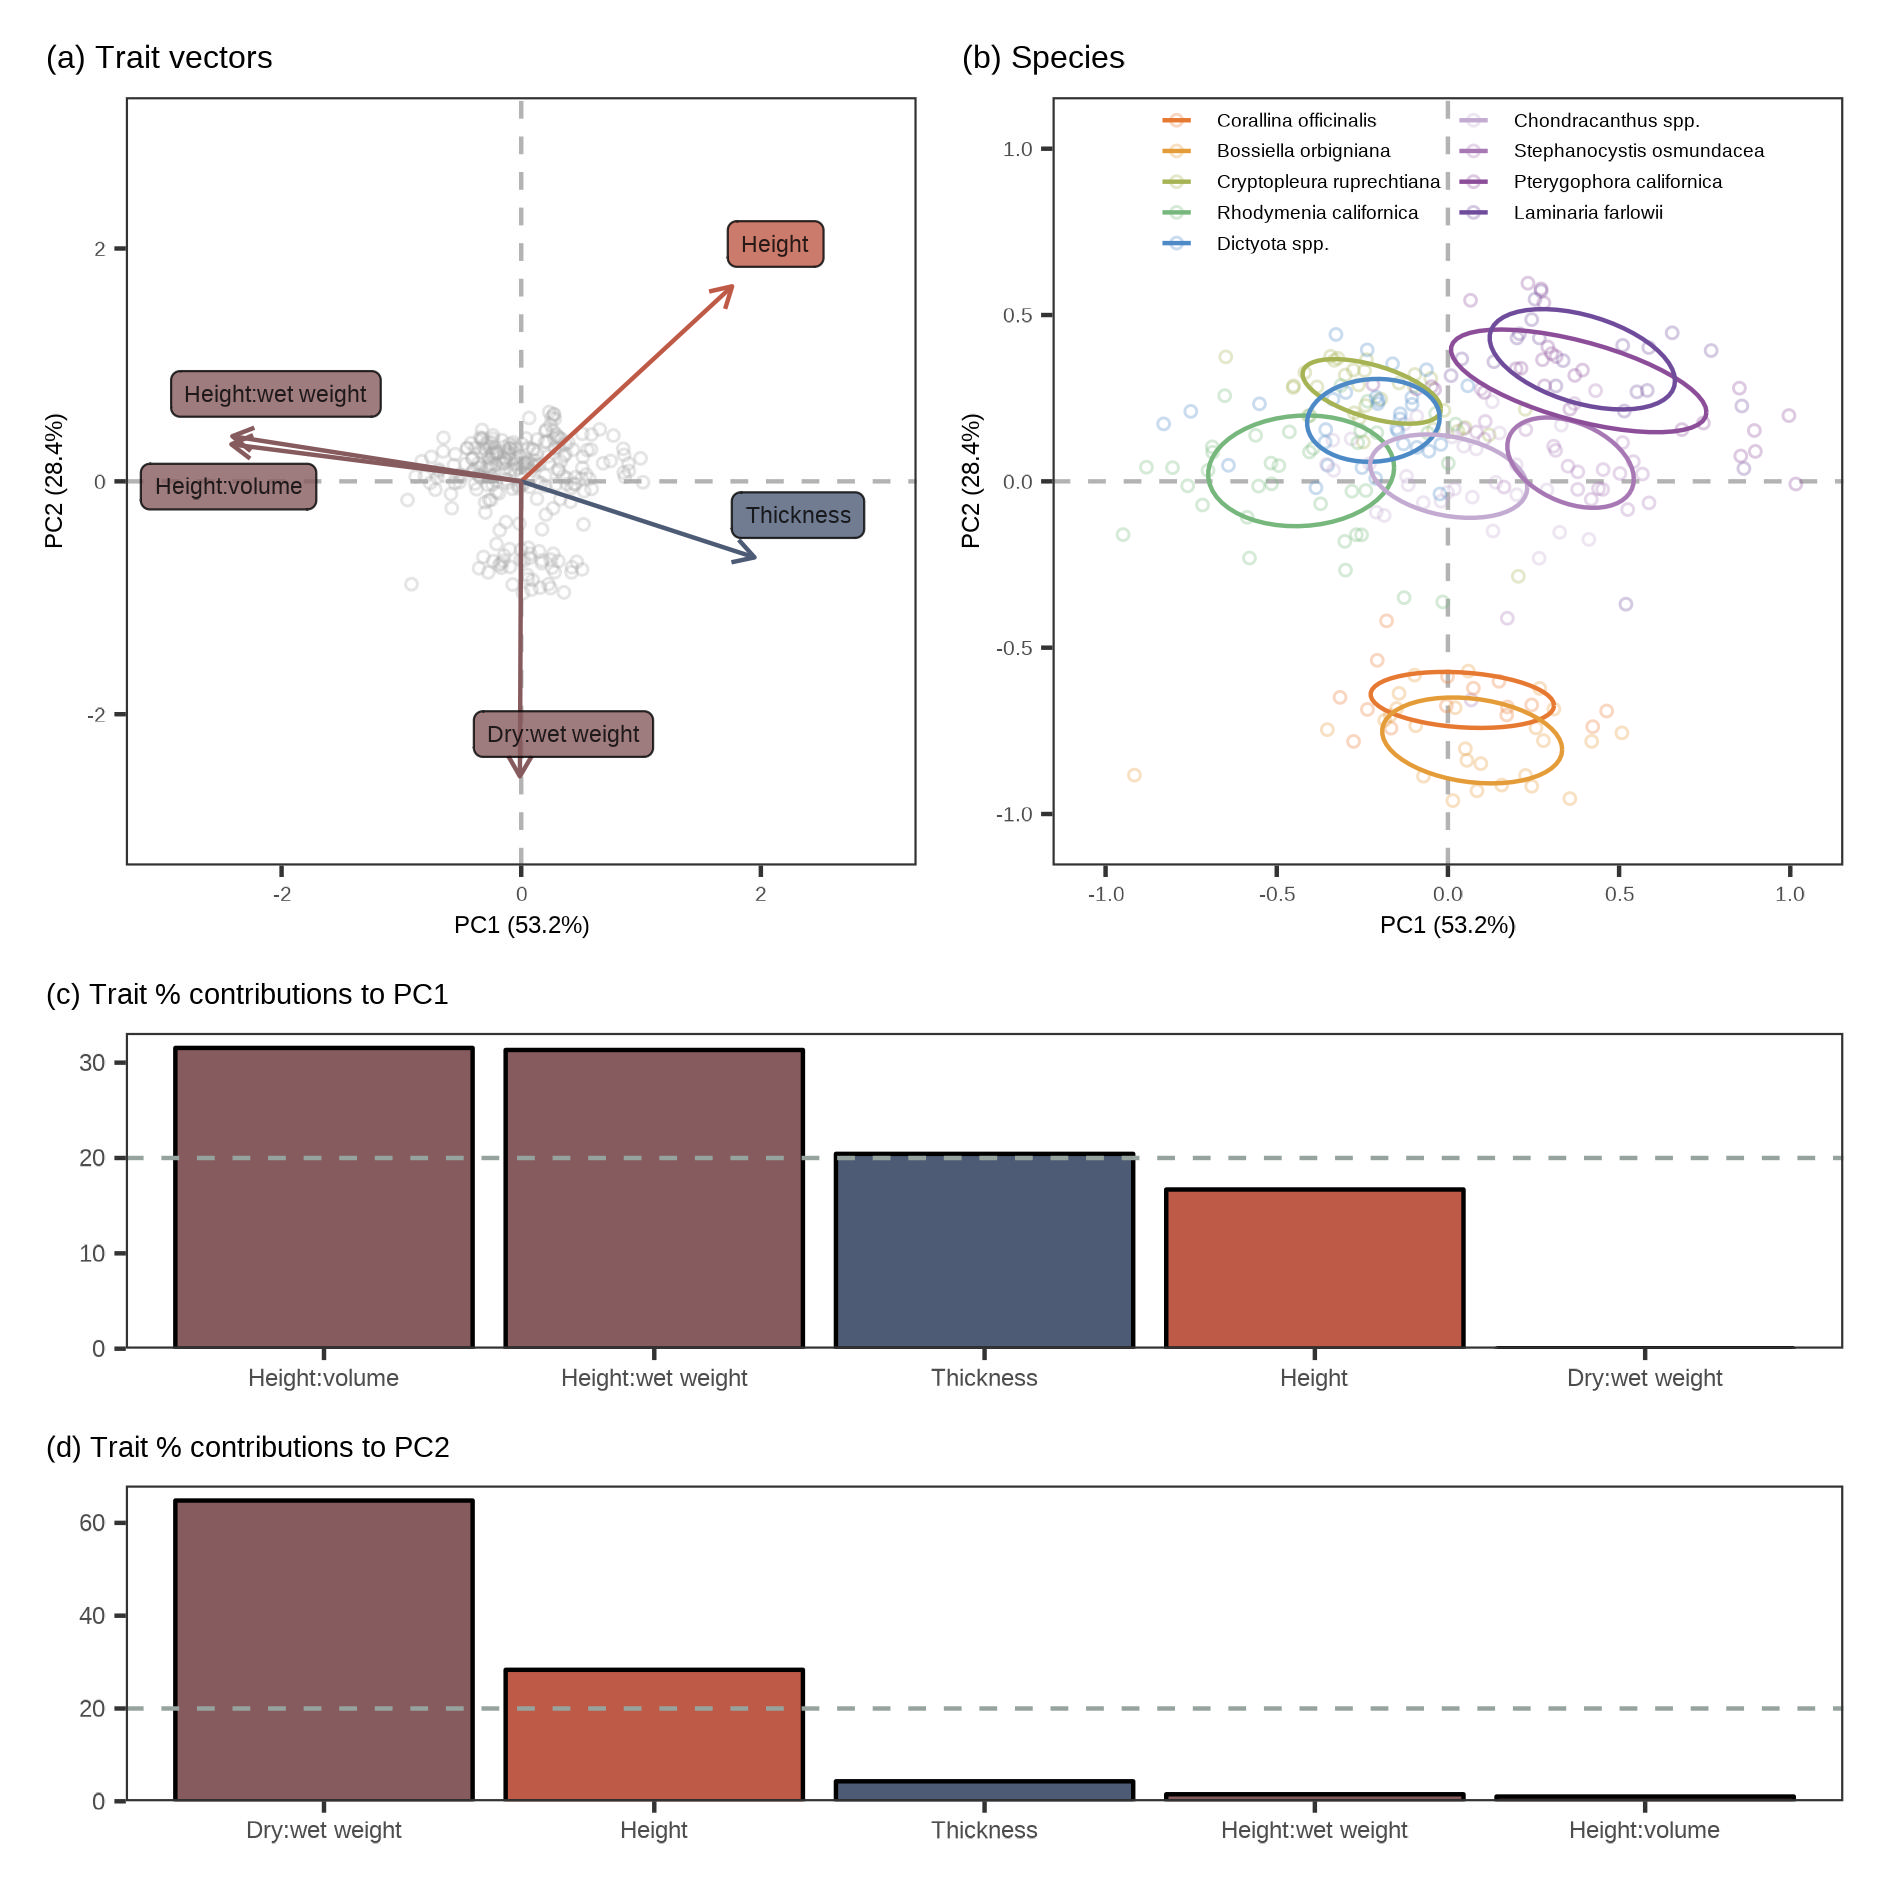 (a) Trait vectors
PC2 (28.4%)
2
0
-2
Height
Height:wet weight
Height:volume
Thickness
Dry:wet weight
-2
0
2
PC1 (53.2%)
(b) Species
PC2 (28.4%)
1.0
0.5
0.0
-0.5
-1.0
Corallina officinalis
Bossiella orbigniana
Cryptopleura ruprechtiana
Rhodymenia californica
Dictyota spp.
Chondracanthus spp.
Stephanocystis osmundacea
Pterygophora californica
Laminaria farlowii
-1.0
-0.5
0.0
0.5
1.0
PC1 (53.2%)
(c) Trait % contributions to PC1
30
20
10
0
Height:volume
Height:wet weight
Thickness
Height
Dry:wet weight
(d) Trait % contributions to PC2
60
40
20
0
Dry:wet weight
Height
Thickness
Height:wet weight
Height:volume